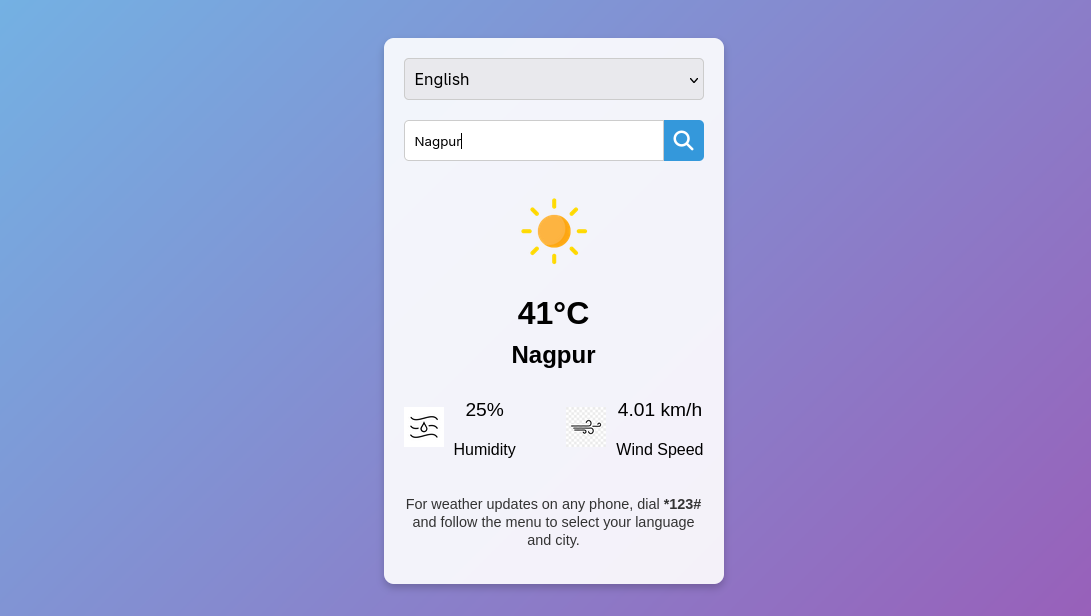 English
Nagpur
41°C
Nagpur
25%
Humidity
4.01 km/h
Wind Speed
For weather updates on any phone, dial *123#
and follow the menu to select your language
and city.